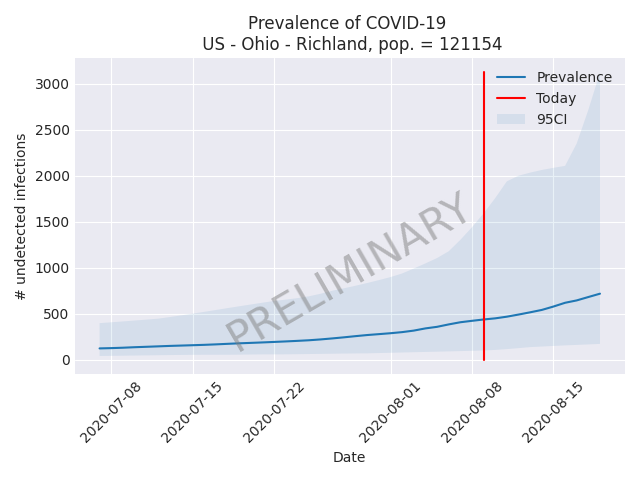 Prevalence of COVID-19
US - Ohio - Richland, pop. = 121154
3000
2500
2000
1500
1000
500
0
# undetected infections
Prevalence
Today
95CI
PRELIMINARY
2020-07-08
2020-07-15
2020-07-22
2020-08-01
2020-08-08
2020-08-15
Date